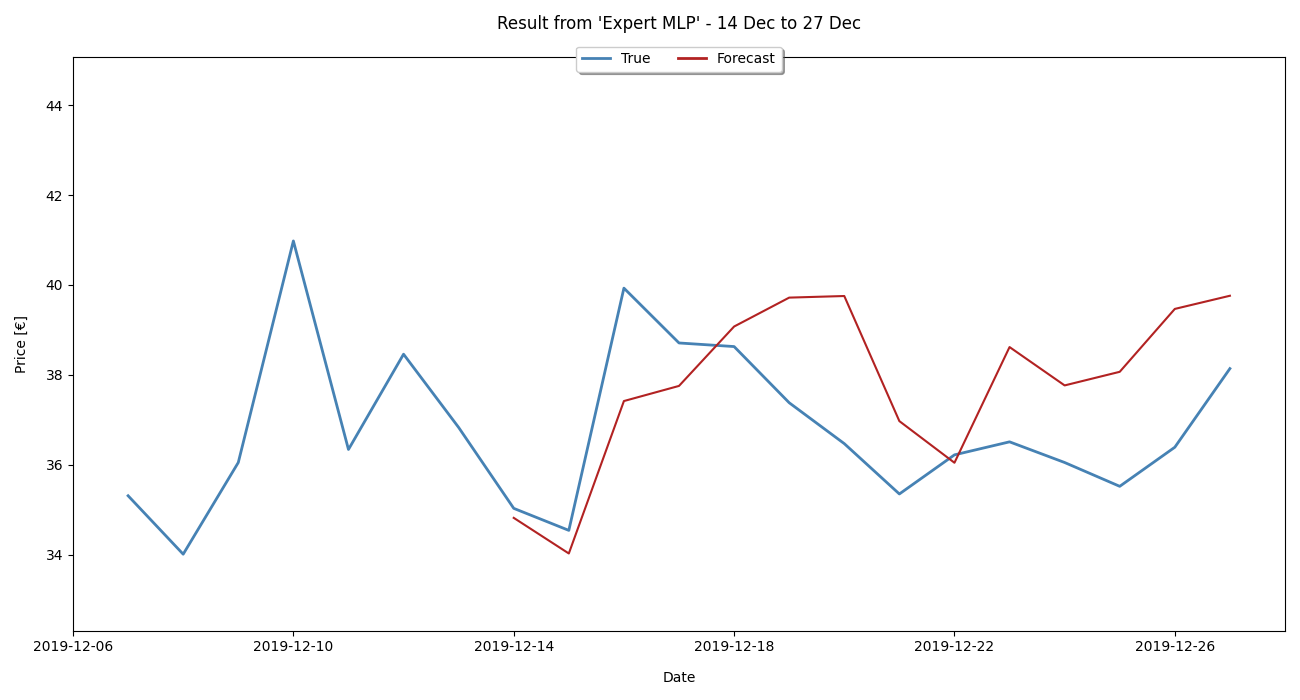 Result from 'Expert MLP' - 14 Dec to 27 Dec
True Forecast
Price [€]
44
42
40
38
36
34
2019-12-06 2019-12-10 2019-12-14 2019-12-18 2019-12-22 2019-12-26
Date